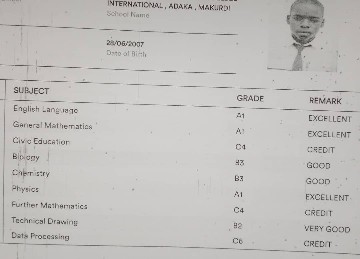 INTERNATIONAL , ADAKA , MAKURDI
School Name
28/06/2007
Date of Birth
SUBJECT GRADE REMARK
English Language A1 EXCELLENT
General Mathematics A1 EXCELLENT
Civic Education C4 CREDIT
Biology B3 GOOD
Chemistry B3 GOOD
Physics A1 EXCELLENT
Further Mathematics C4 CREDIT
Technical Drawing B2 VERY GOOD
Data Processing C6 CREDIT